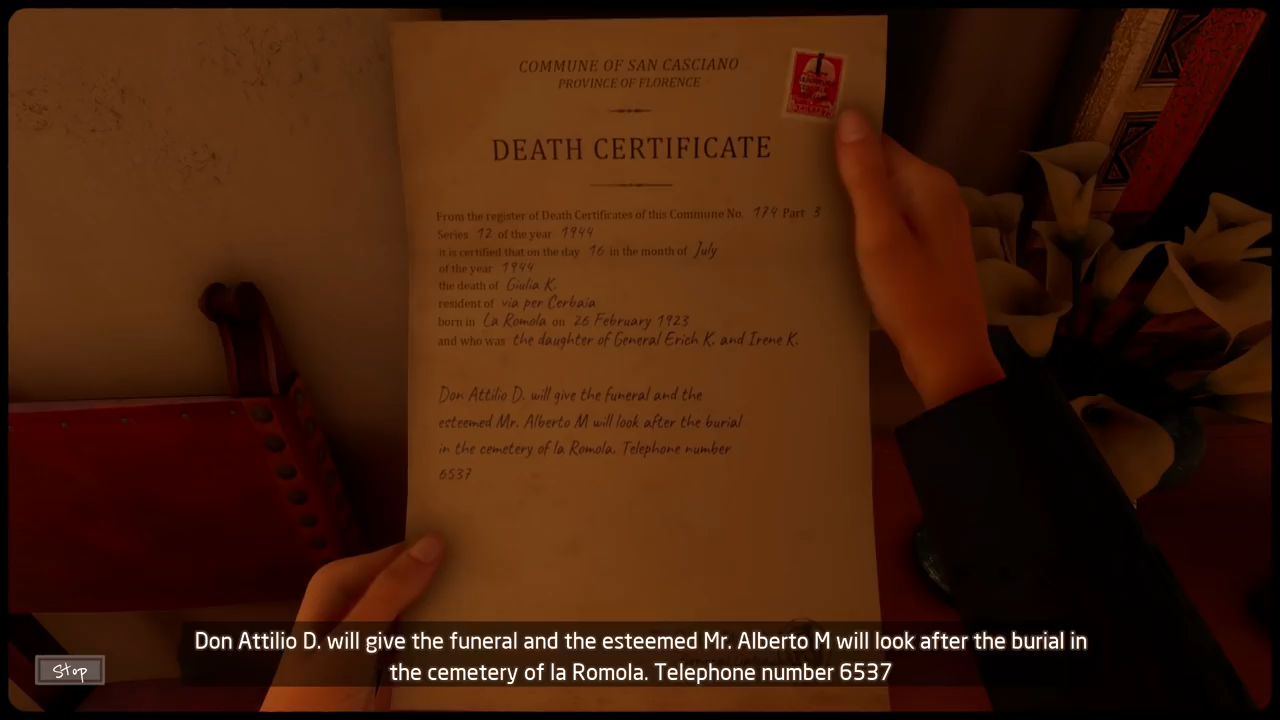 COMMUNE OF SAN CASCIANO
PROVINCE OF FLORENCE
DEATH CERTIFICATE
From the register of Death Certificates of this Commune No. 174 Part 3
Series 12 of the year 1944
it is certified that on the day 16 in the month of July
of the year 1944
the death of Giulia K.
resident of via per Cerbaia
born in La Romola on 26 February 1923
and who was the daughter of General Erich K. and Irene K.
Don Attilio D. will give the funeral and the
esteemed Mr. Alberto M will look after the burial
in the cemetery of la Romola. Telephone number
6537
Don Attilio D. will give the funeral and the esteemed Mr. Alberto M will look after the burial in
the cemetery of la Romola. Telephone number 6537
Stop